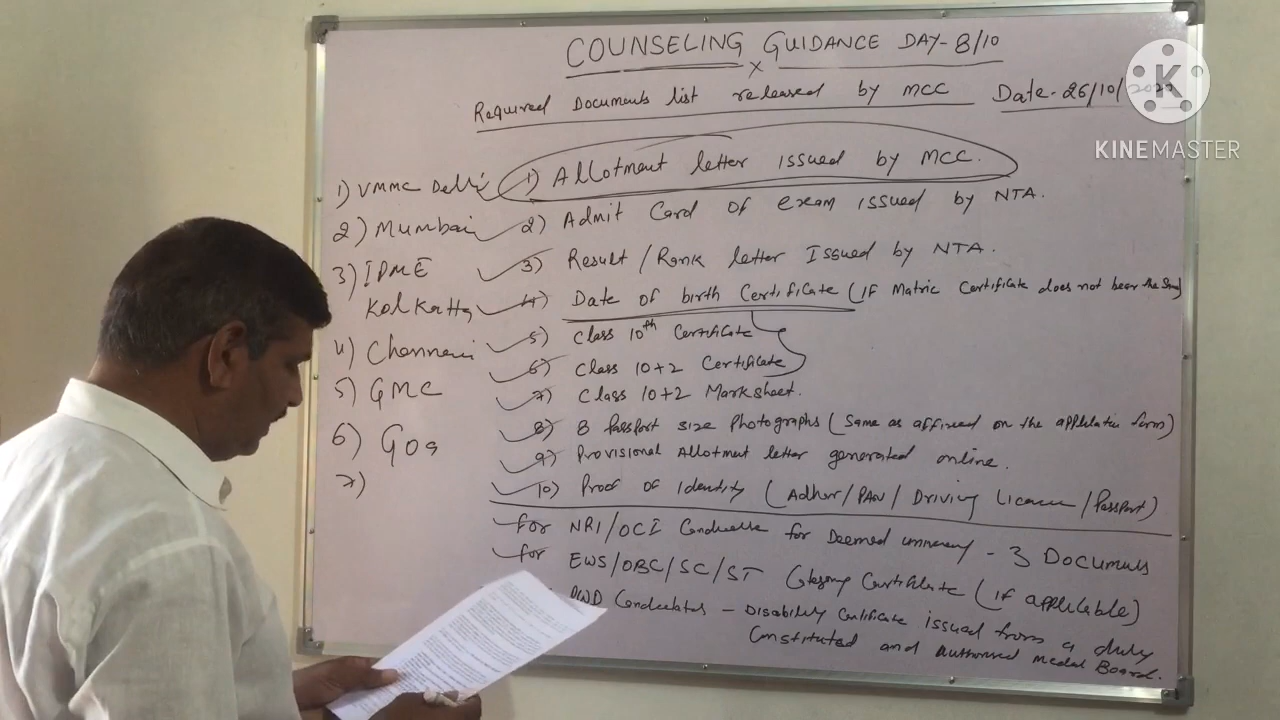 COUNSELING GUIDANCE DAY-8/10
x
Required Documents list released by MCC
Date-26/10/2022
K
KINEMASTER
1) VMMC Delhi
2) Mumbai
3) IPME
Kolkatta
4) Chennai
5) GMC
6) Goa
7)
1) Allotment letter issued by MCC.
2) Admit Card of exam issued by NTA.
3) Result/Rank letter Issued by NTA.
4) Date of birth Certificate (IF Matric Certificate does not bear the Same)
5) Class 10th Certificate
6) Class 10+2 Certificate
7) Class 10+2 Marksheet.
8) 8 Passport size Photographs (Same as affixed on the application form)
9) Provisional Allotment letter generated online.
10) Proof of Identity (Adhar/PAN/Driving Licence/Passport)
For NRI/OCI for Deemed - 3 Documents
for EWS/OBC/SC/ST Category Certificate (if applicable)
PWD Candidates - Disability Certificate issued from a duly
Constituted and authorised Board.